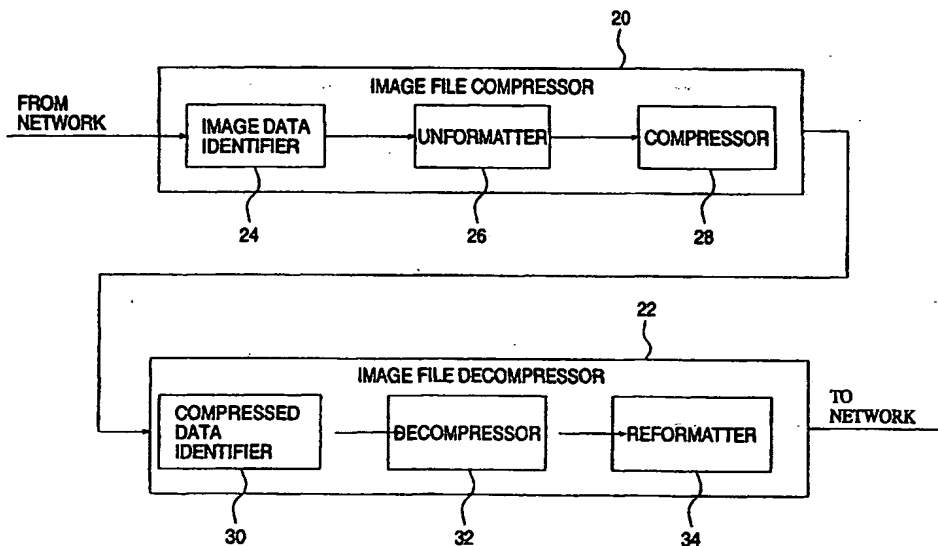 20
IMAGE FILE COMPRESSOR
FROM
NETWORK
IMAGE DATA
IDENTIFIER
UNFORMATTER
COMPRESSOR
24
26
28
22
IMAGE FILE DECOMPRESSOR
TO
NETWORK
COMPRESSED
DATA
IDENTIFIER
DECOMPRESSOR
REFORMATTER
30
32
34